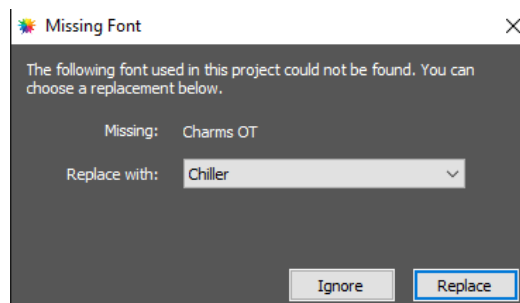 Missing Font
The following font used in this project could not be found. You can
choose a replacement below.
Missing: Charms OT
Replace with: Chiller
Ignore Replace